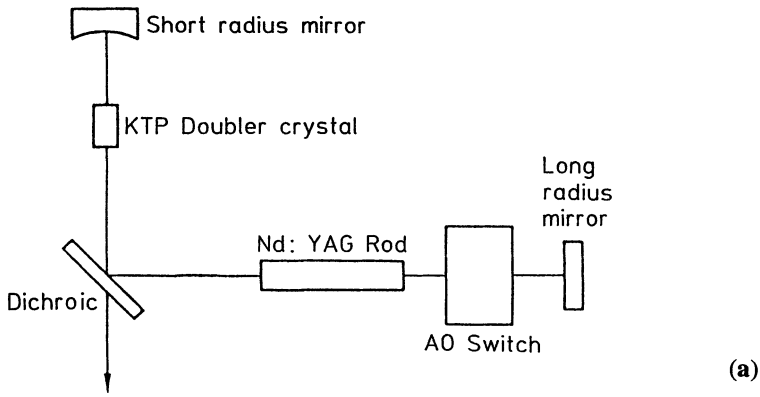 Short radius mirror
KTP Doubler crystal
Long
radius
mirror
Nd: YAG Rod
Dichroic
AO Switch
(a)